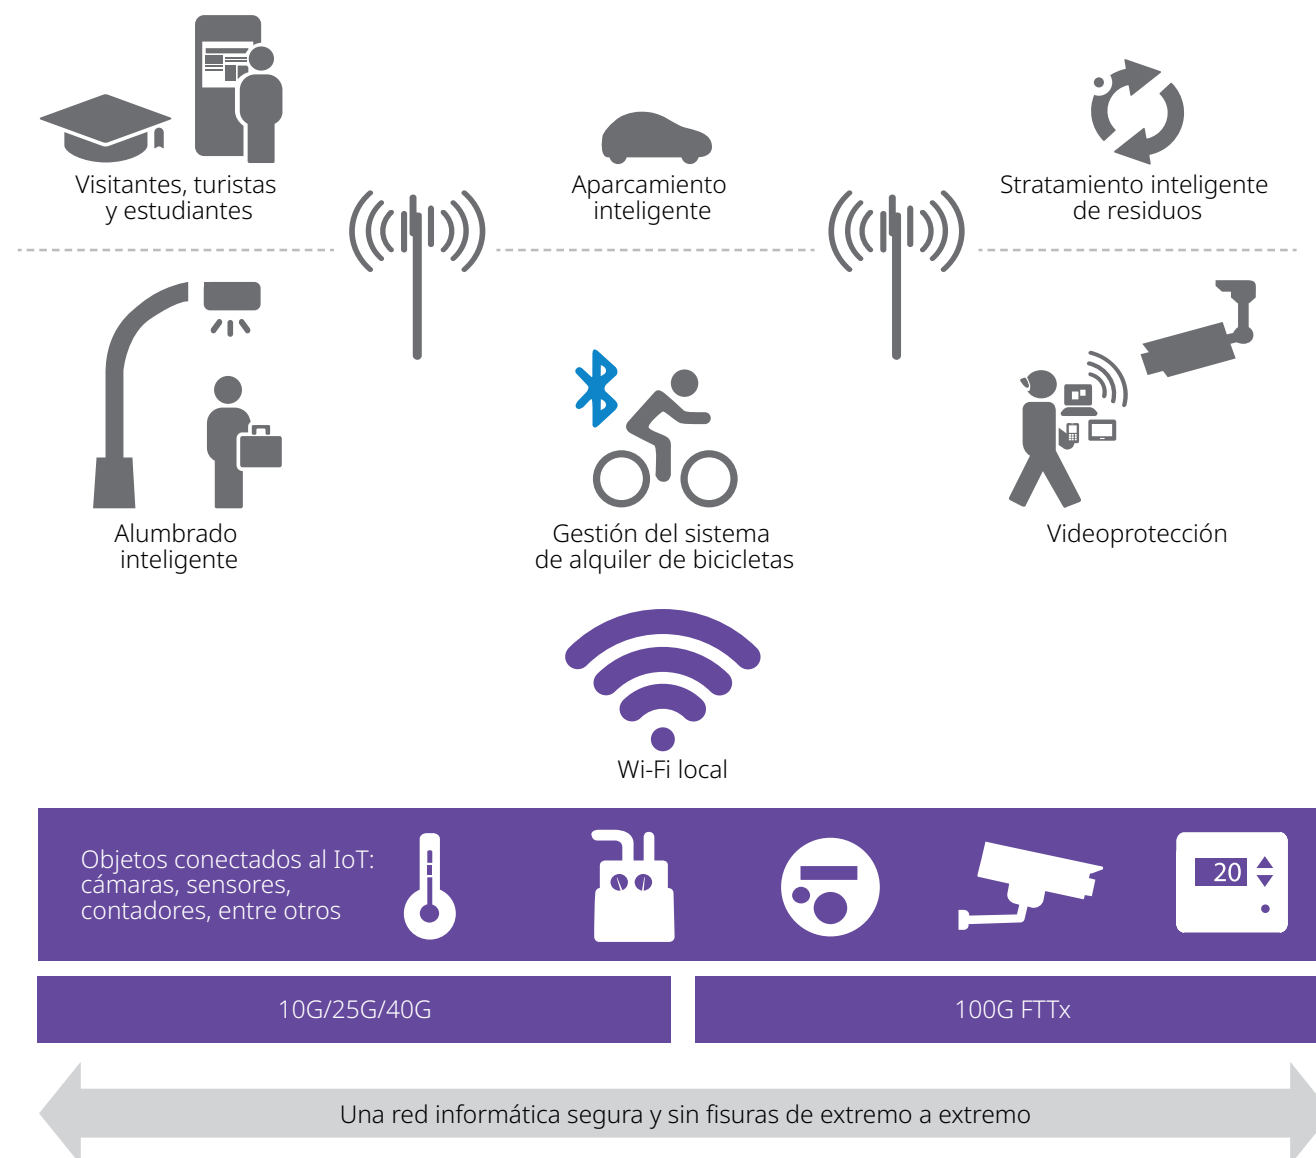 Visitantes, turistas
y estudiantes
Aparcamiento
inteligente
Stratamiento inteligente
de residuos
Alumbrado
inteligente
Gestión del sistema
de alquiler de bicicletas
Videoprotección
Wi-Fi local
Objetos conectados al IoT:
cámaras, sensores,
contadores, entre otros
20
10G/25G/40G
100G FTTx
Una red informática segura y sin fisuras de extremo a extremo